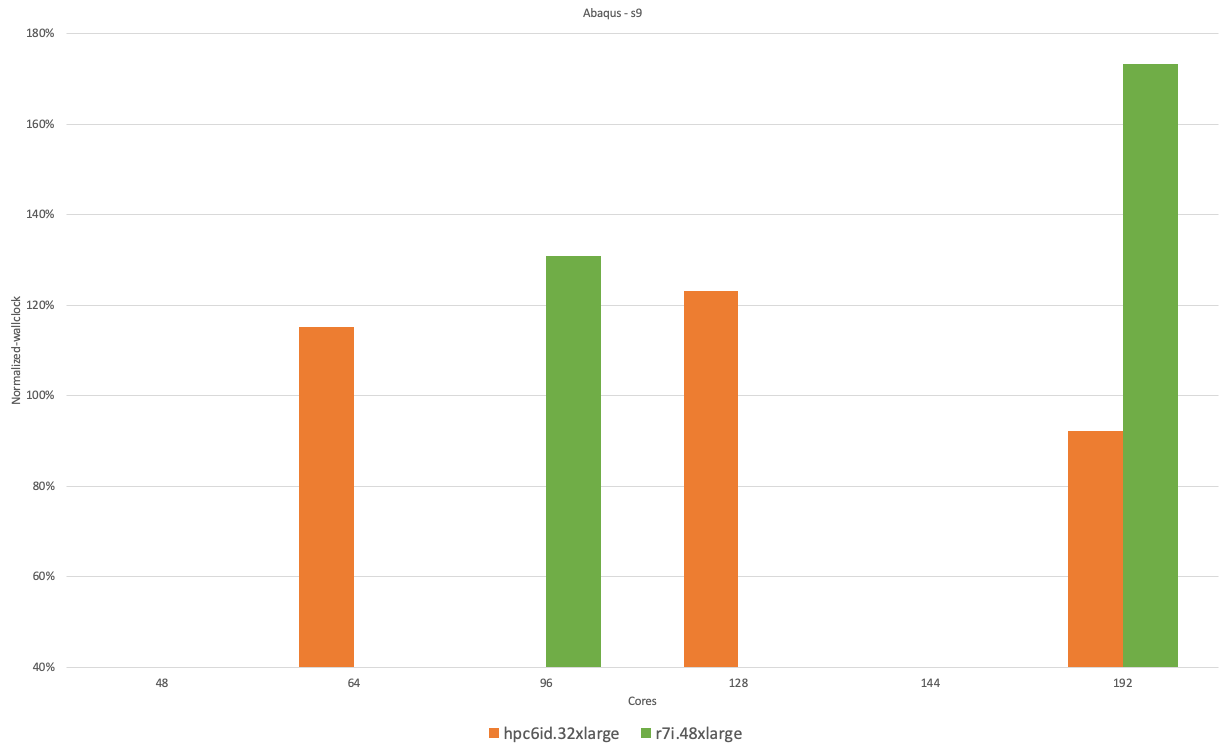 Abaqus - s9
180%
160%
140%
120%
100%
80%
60%
40%
Normalized-wallclock
48 64 96 128 144 192
Cores
hpc6id.32xlarge r7i.48xlarge